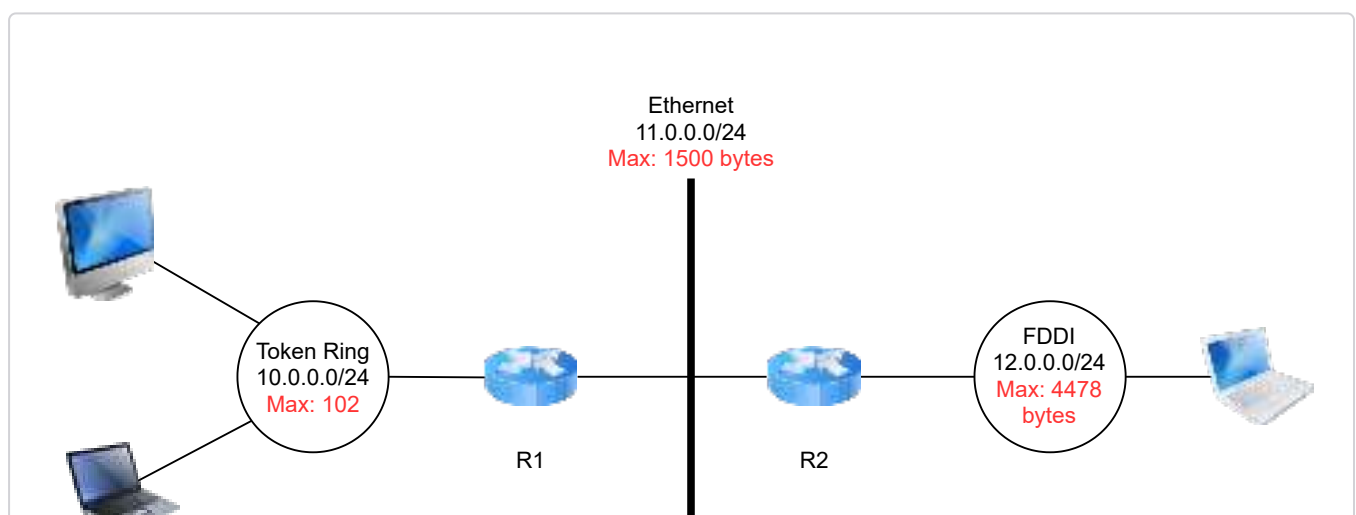 Ethernet
11.0.0.0/24
Max: 1500 bytes
Token Ring
10.0.0.0/24
Max: 102
FDDI
12.0.0.0/24
Max: 4478
bytes
R1
R2